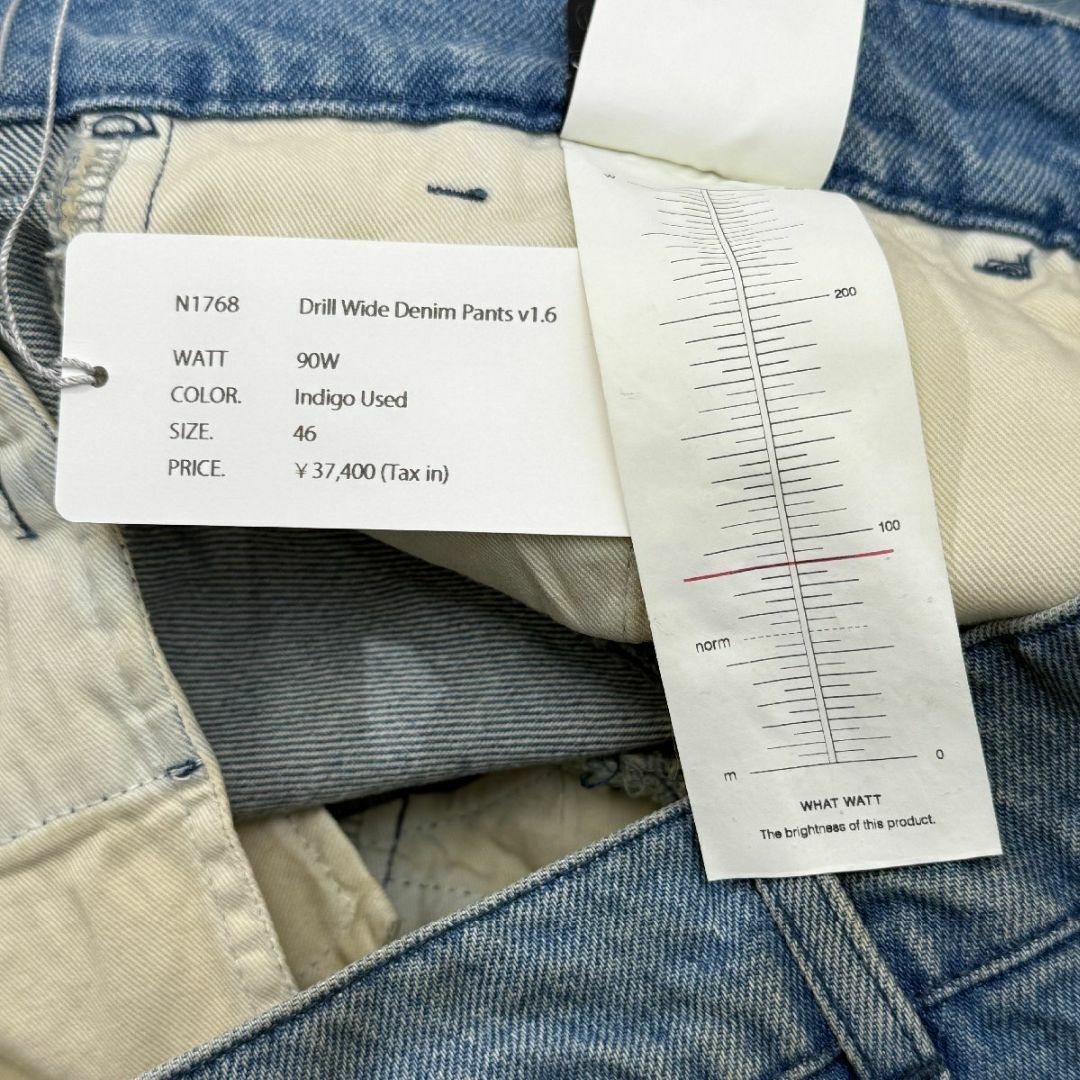 N1768 Drill Wide Denim Pants v1.6
WATT 90W
COLOR. Indigo Used
SIZE. 46
PRICE. ¥ 37,400 (Tax in)
w
200
100
norm
m 0
WHAT WATT
The brightness of this product.